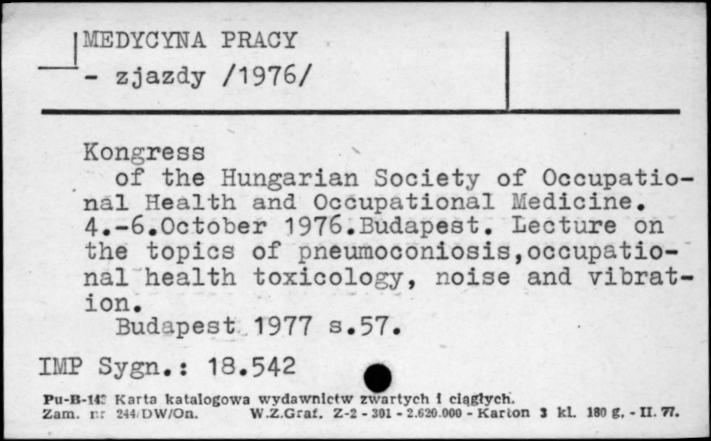 MEDYCYNA PRACY
- zjazdy /1976/
Kongress
of the Hungarian Society of Occupatio-
nal Health and Occupational Medicine.
4.-6.October 1976.Budapest. Lecture on
the topics of pneumoconiosis,occupatio-
nal health toxicology, noise and vibrat-
ion.
Budapest 1977 s.57.
IMP Sygn.: 18.542
Pu-B-142 Karta katalogowa wydawnictw zwartych i ciągłych.
Zam. nr 244/DW/On. W.Z.Graf. Z-2 - 301 - 2.620.000 - Karton 3 kl. 180 g. - II. 77.